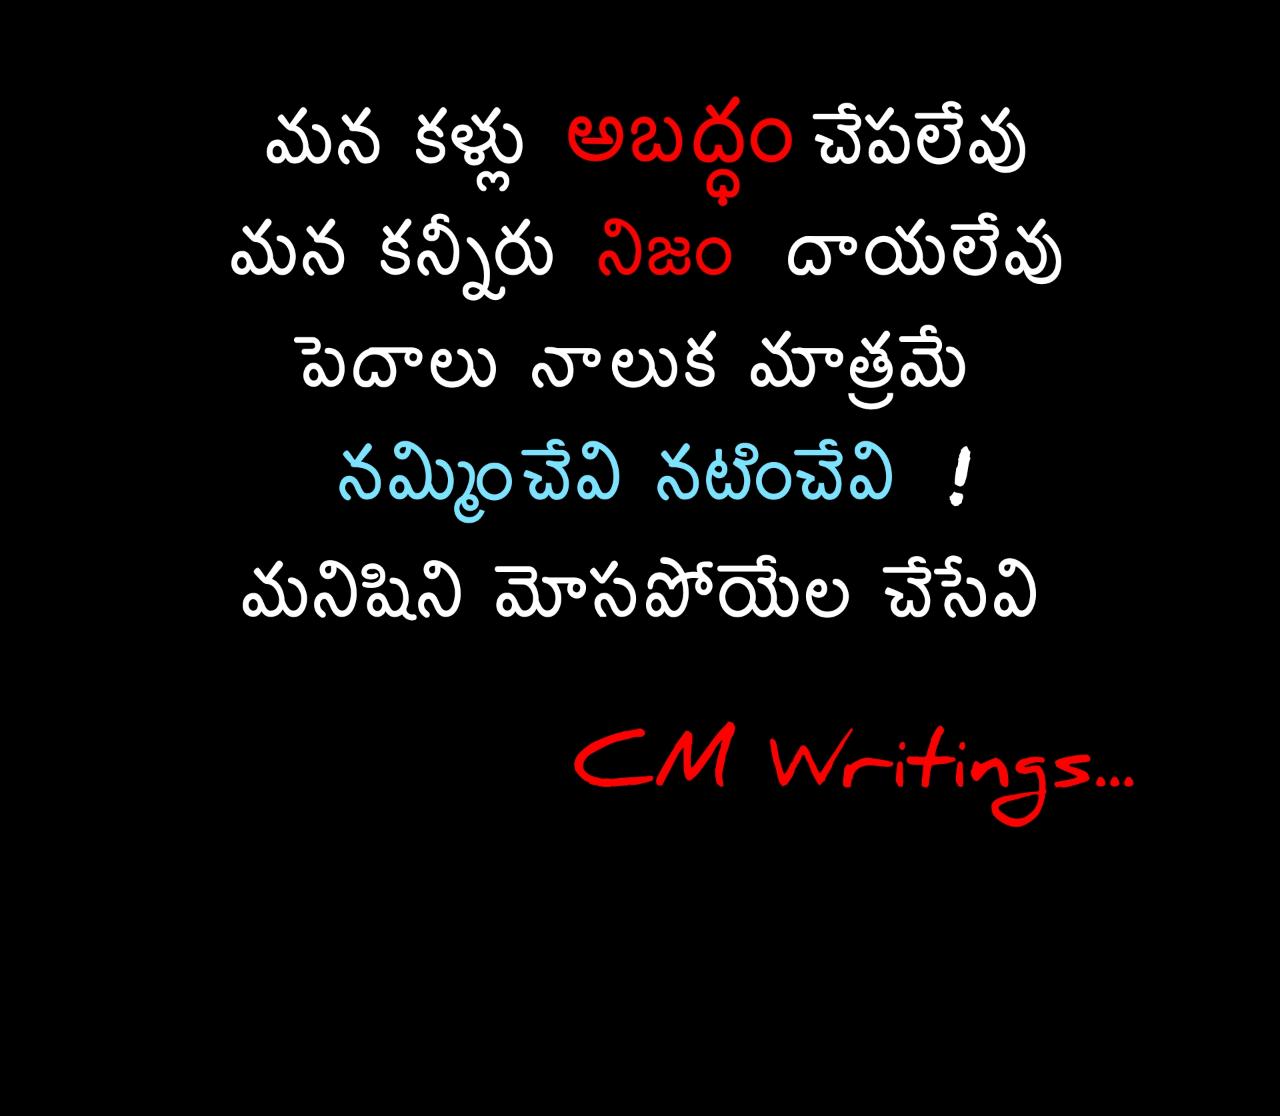 మన కళ్లు అబద్ధం చేపలేవు
మన కన్నీరు నిజం దాయలేవు
పెదాలు నాలుక మాత్రమే
నమ్మించేవి నటించేవి !
మనిషిని మోసపోయేల చేసేవి
CM Writings...